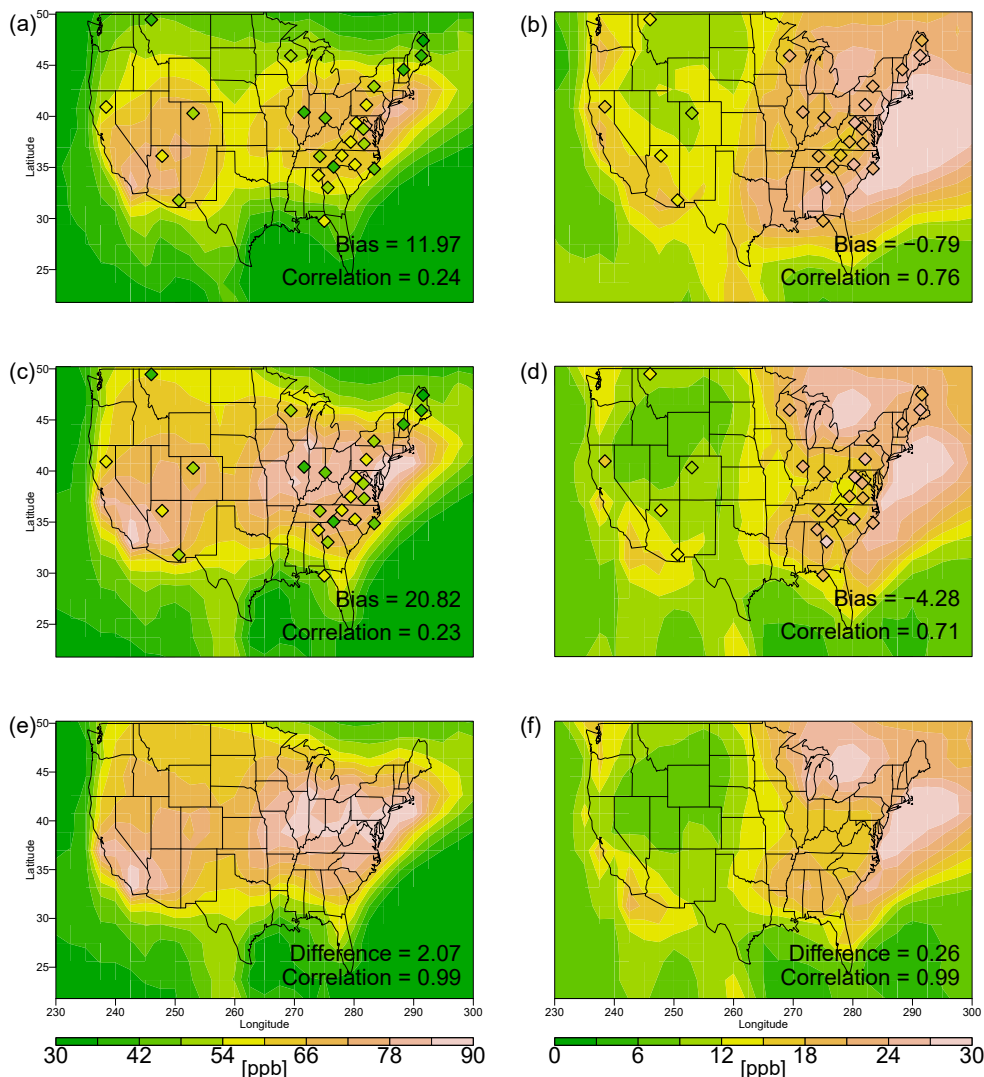 (a)
(b)
50
45
40
35
30
25
Latitude
Bias = 11.97
Correlation = 0.24
Bias = −0.79
Correlation = 0.76
(c)
(d)
50
45
40
35
30
25
Latitude
Bias = 20.82
Correlation = 0.23
Bias = −4.28
Correlation = 0.71
(e)
(f)
50
45
40
35
30
25
Latitude
Difference = 2.07
Correlation = 0.99
Difference = 0.26
Correlation = 0.99
230 240 250 260 270 280 290 300
Longitude
230 240 250 260 270 280 290 300
Longitude
30 42 54 66 78 90
[ppb]
0 6 12 18 24 30
[ppb]